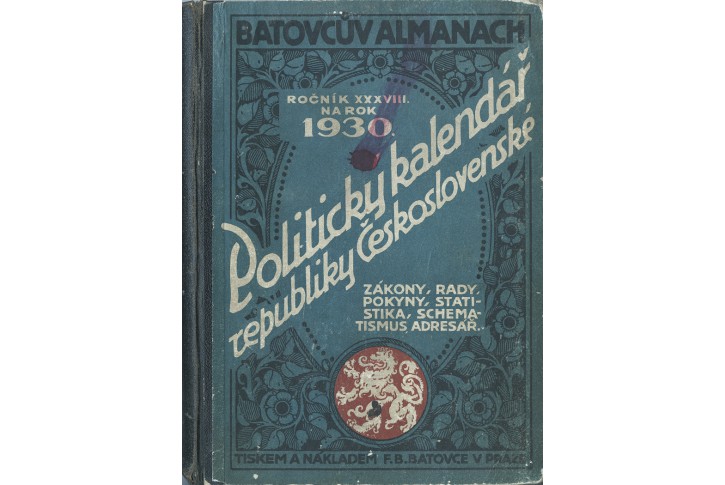 BATOVCŮV ALMANACH
ROČNÍK XXXVIII.
NA ROK
1930.
Politický kalendář
republiky Československé
ZÁKONY, RADY,
POKYNY, STATI-
STIKA, SCHEMA-
TISMUS, ADRESÁŘ.
TISKEM A NÁKLADEM F. B. BATOVCE V PRAZE